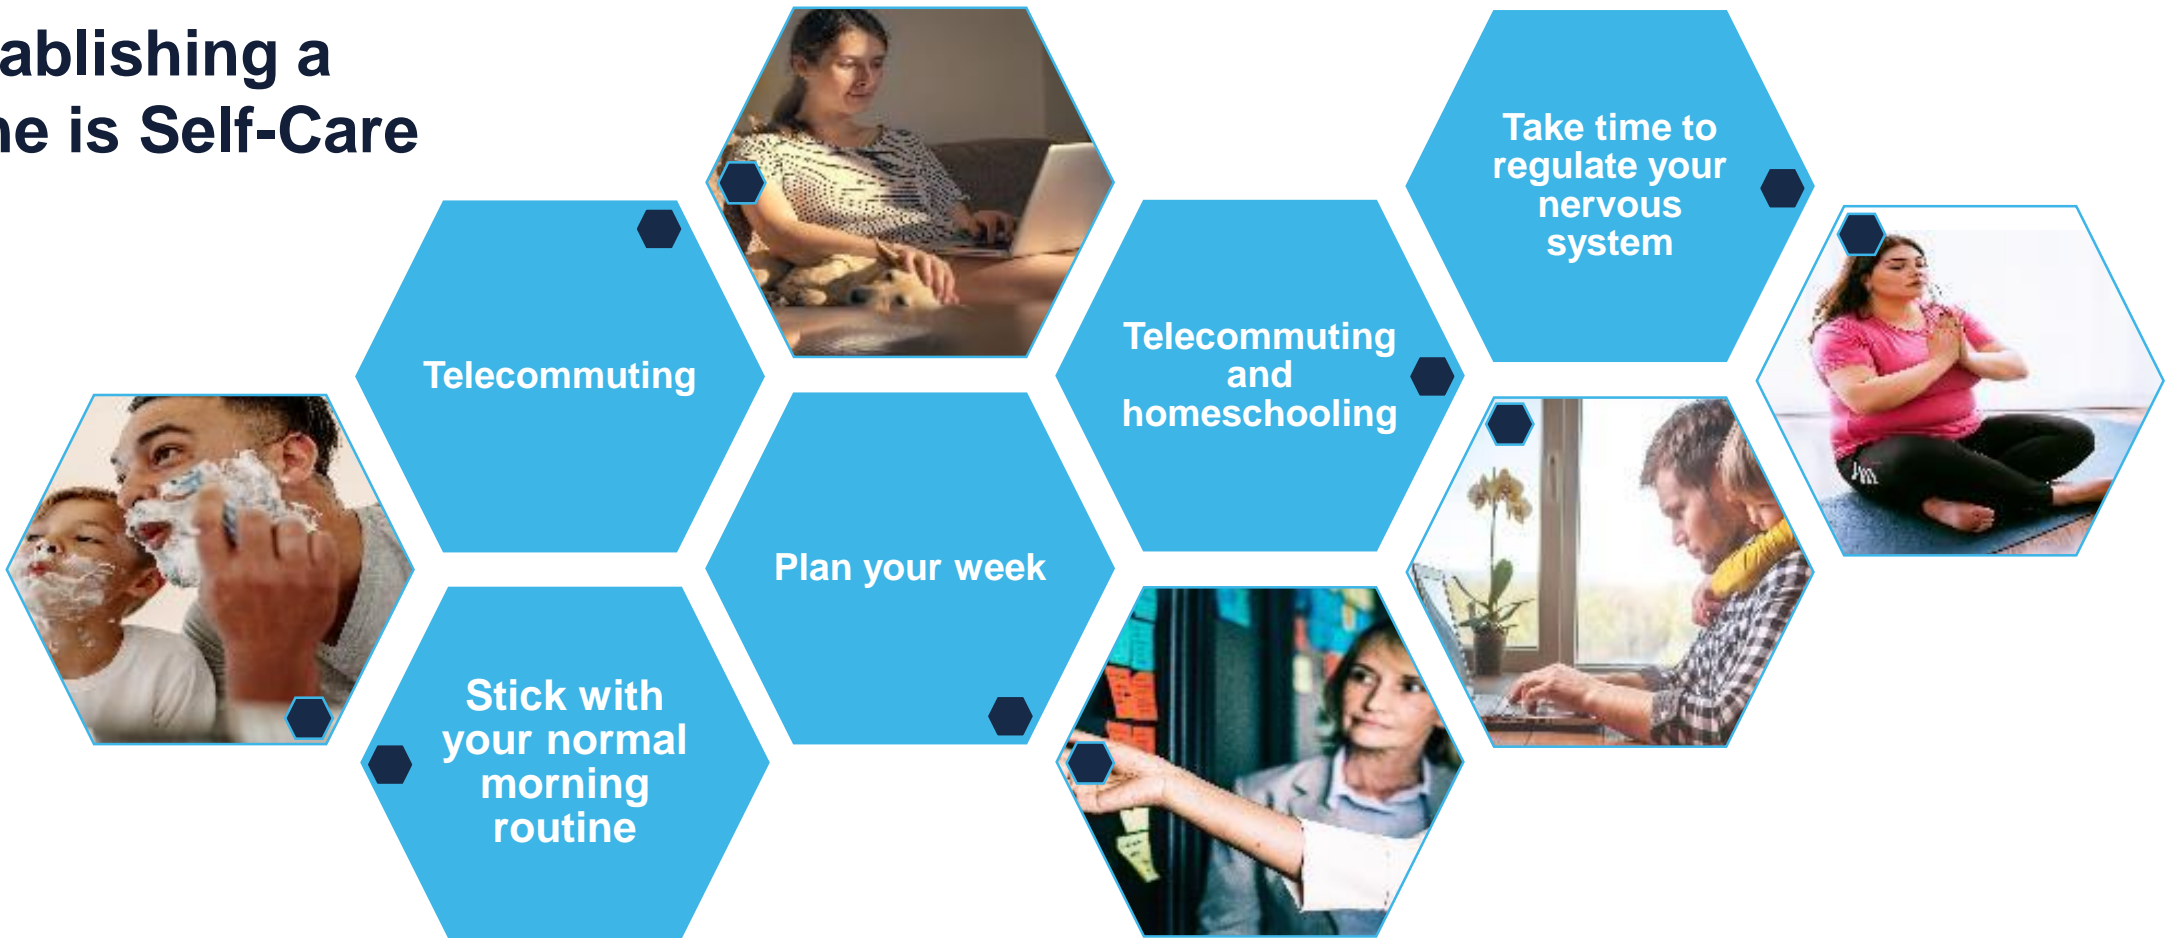 ablishing a
ne is Self-Care
Telecommuting
Stick with
your normal
morning
routine
Plan your week
Telecommuting
and
homeschooling
Take time to
regulate your
nervous
system